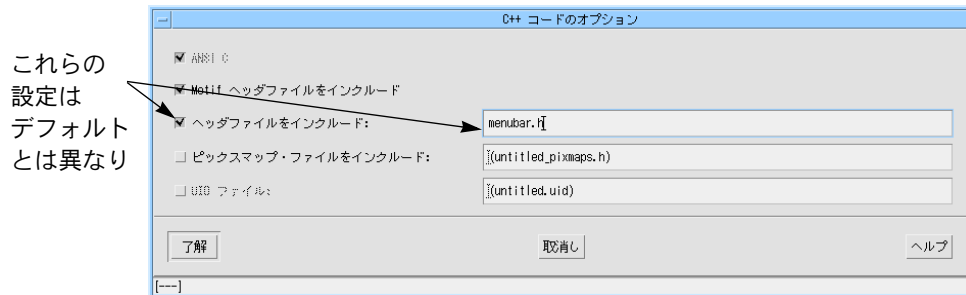 C++ コードのオプション
これらの
設定は
デフォルト
とは異なり
ANSI C
Motif ヘッダファイルをインクルード
ヘッダファイルをインクルード: menubar.h
ピックスマップ・ファイルをインクルード: (untitled_pixmaps.h)
UID ファイル: (untitled.uid)
了解 取消し ヘルプ
[---]